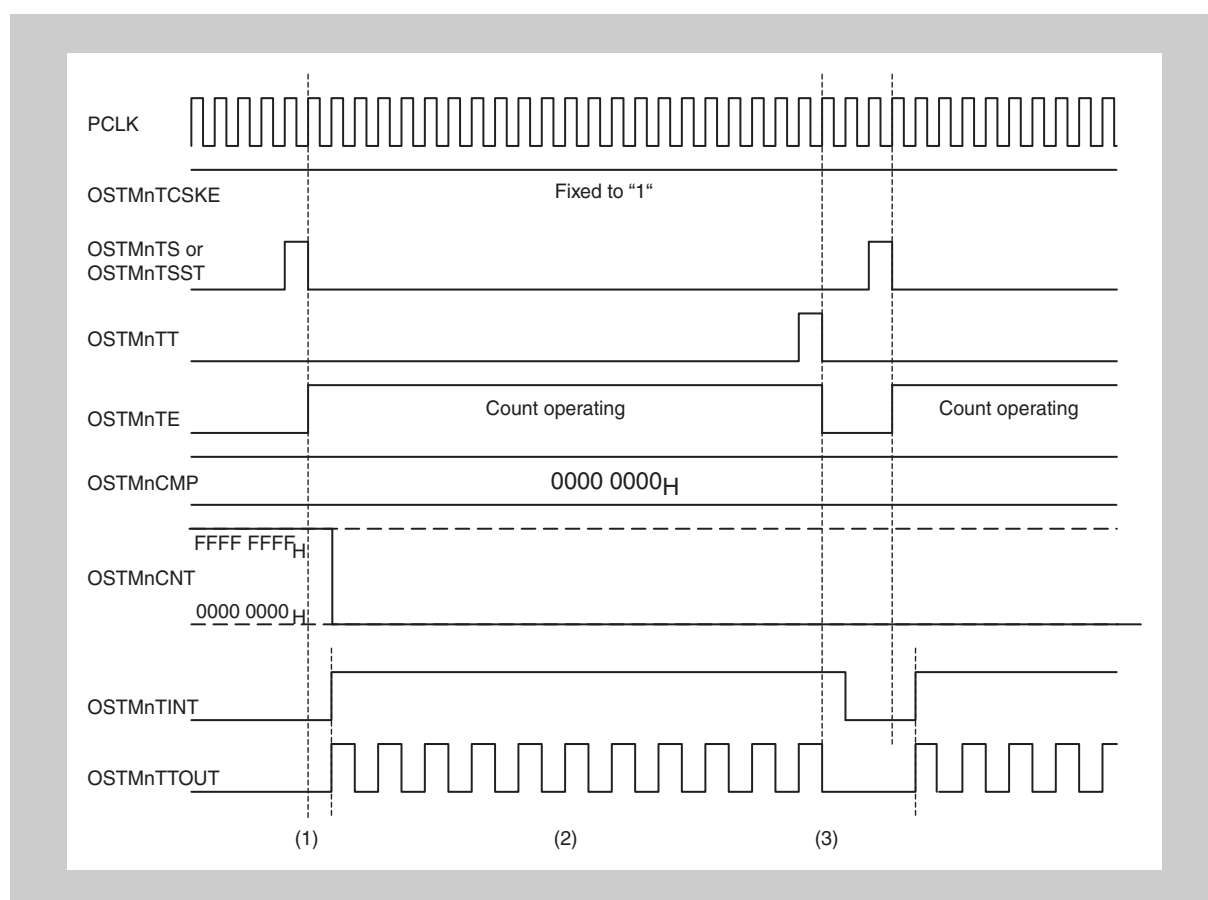 PCLK
OSTMnTCSKE
Fixed to “1“
OSTMnTS or
OSTMnTSST
OSTMnTT
OSTMnTE
Count operating
Count operating
OSTMnCMP
0000 0000H
FFFF FFFFH
OSTMnCNT
0000 0000H
OSTMnTINT
OSTMnTTOUT
(1)
(2)
(3)